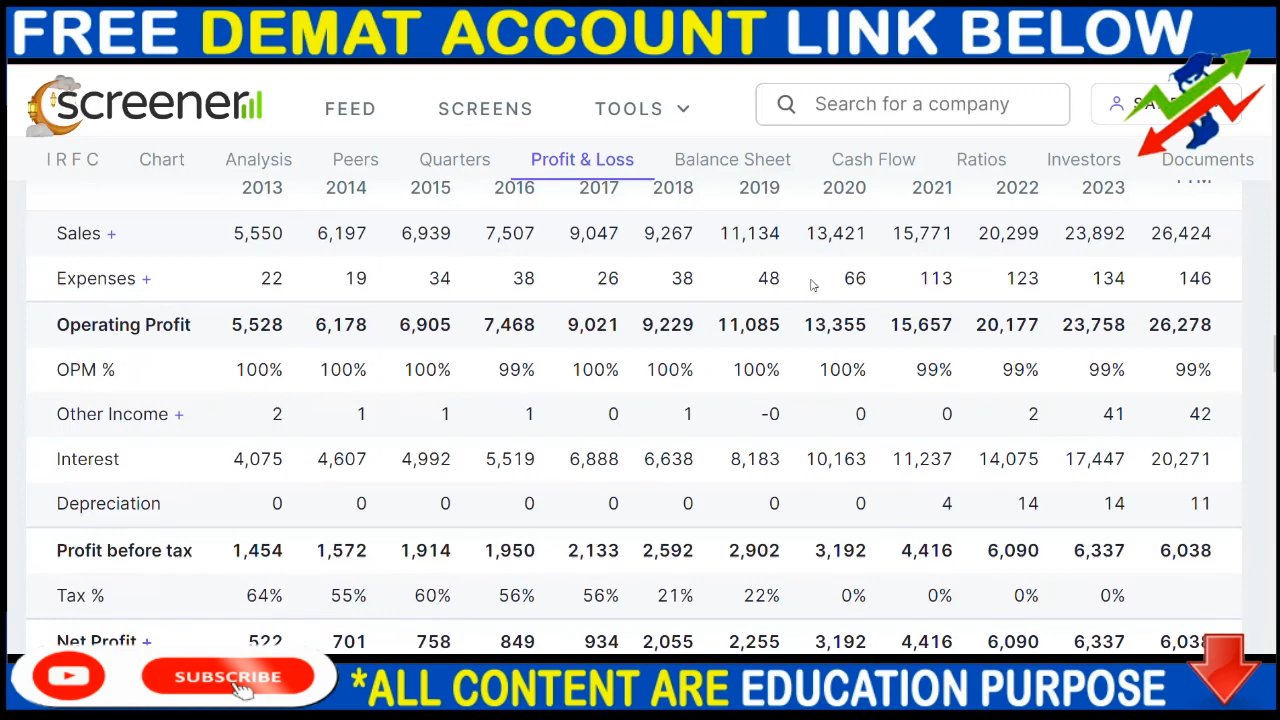 FREE DEMAT ACCOUNT LINK BELOW
screener
FEED SCREENS TOOLS Search for a company
I R F C Chart Analysis Peers Quarters Profit & Loss Balance Sheet Cash Flow Ratios Investors Documents
2013 2014 2015 2016 2017 2018 2019 2020 2021 2022 2023
Sales + 5,550 6,197 6,939 7,507 9,047 9,267 11,134 13,421 15,771 20,299 23,892 26,424
Expenses + 22 19 34 38 26 38 48 66 113 123 134 146
Operating Profit 5,528 6,178 6,905 7,468 9,021 9,229 11,085 13,355 15,657 20,177 23,758 26,278
OPM % 100% 100% 100% 99% 100% 100% 100% 100% 99% 99% 99% 99%
Other Income + 2 1 1 1 0 1 -0 0 0 2 41 42
Interest 4,075 4,607 4,992 5,519 6,888 6,638 8,183 10,163 11,237 14,075 17,447 20,271
Depreciation 0 0 0 0 0 0 0 0 4 14 14 11
Profit before tax 1,454 1,572 1,914 1,950 2,133 2,592 2,902 3,192 4,416 6,090 6,337 6,038
Tax % 64% 55% 60% 56% 56% 21% 22% 0% 0% 0% 0%
Net Profit + 522 701 758 849 934 2,055 2,255 3,192 4,416 6,090 6,337 6,038
SUBSCRIBE
*ALL CONTENT ARE EDUCATION PURPOSE